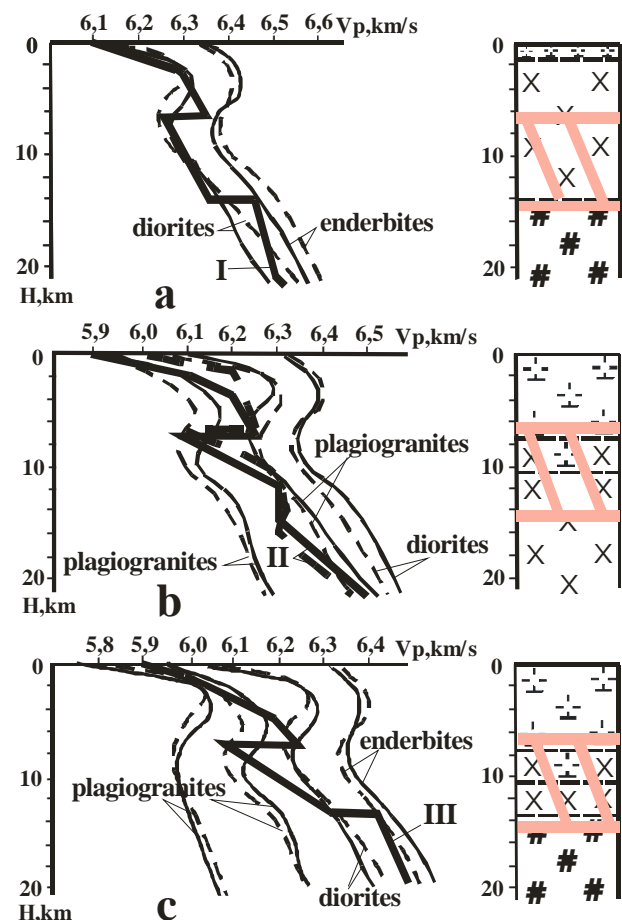 6,1 6,2 6,3 6,4 6,5 6,6 Vp,km/s
0
10
20
H,km
diorites
enderbites
I
a
0
10
20
5,9 6,0 6,1 6,2 6,3 6,4 6,5 Vp,km/s
0
10
20
H,km
plagiogranites
plagiogranites
II
diorites
b
0
10
20
5,8 5,9 6,0 6,1 6,2 6,3 6,4 Vp,km/s
0
10
20
H,km
enderbites
plagiogranites
III
diorites
c
0
10
20